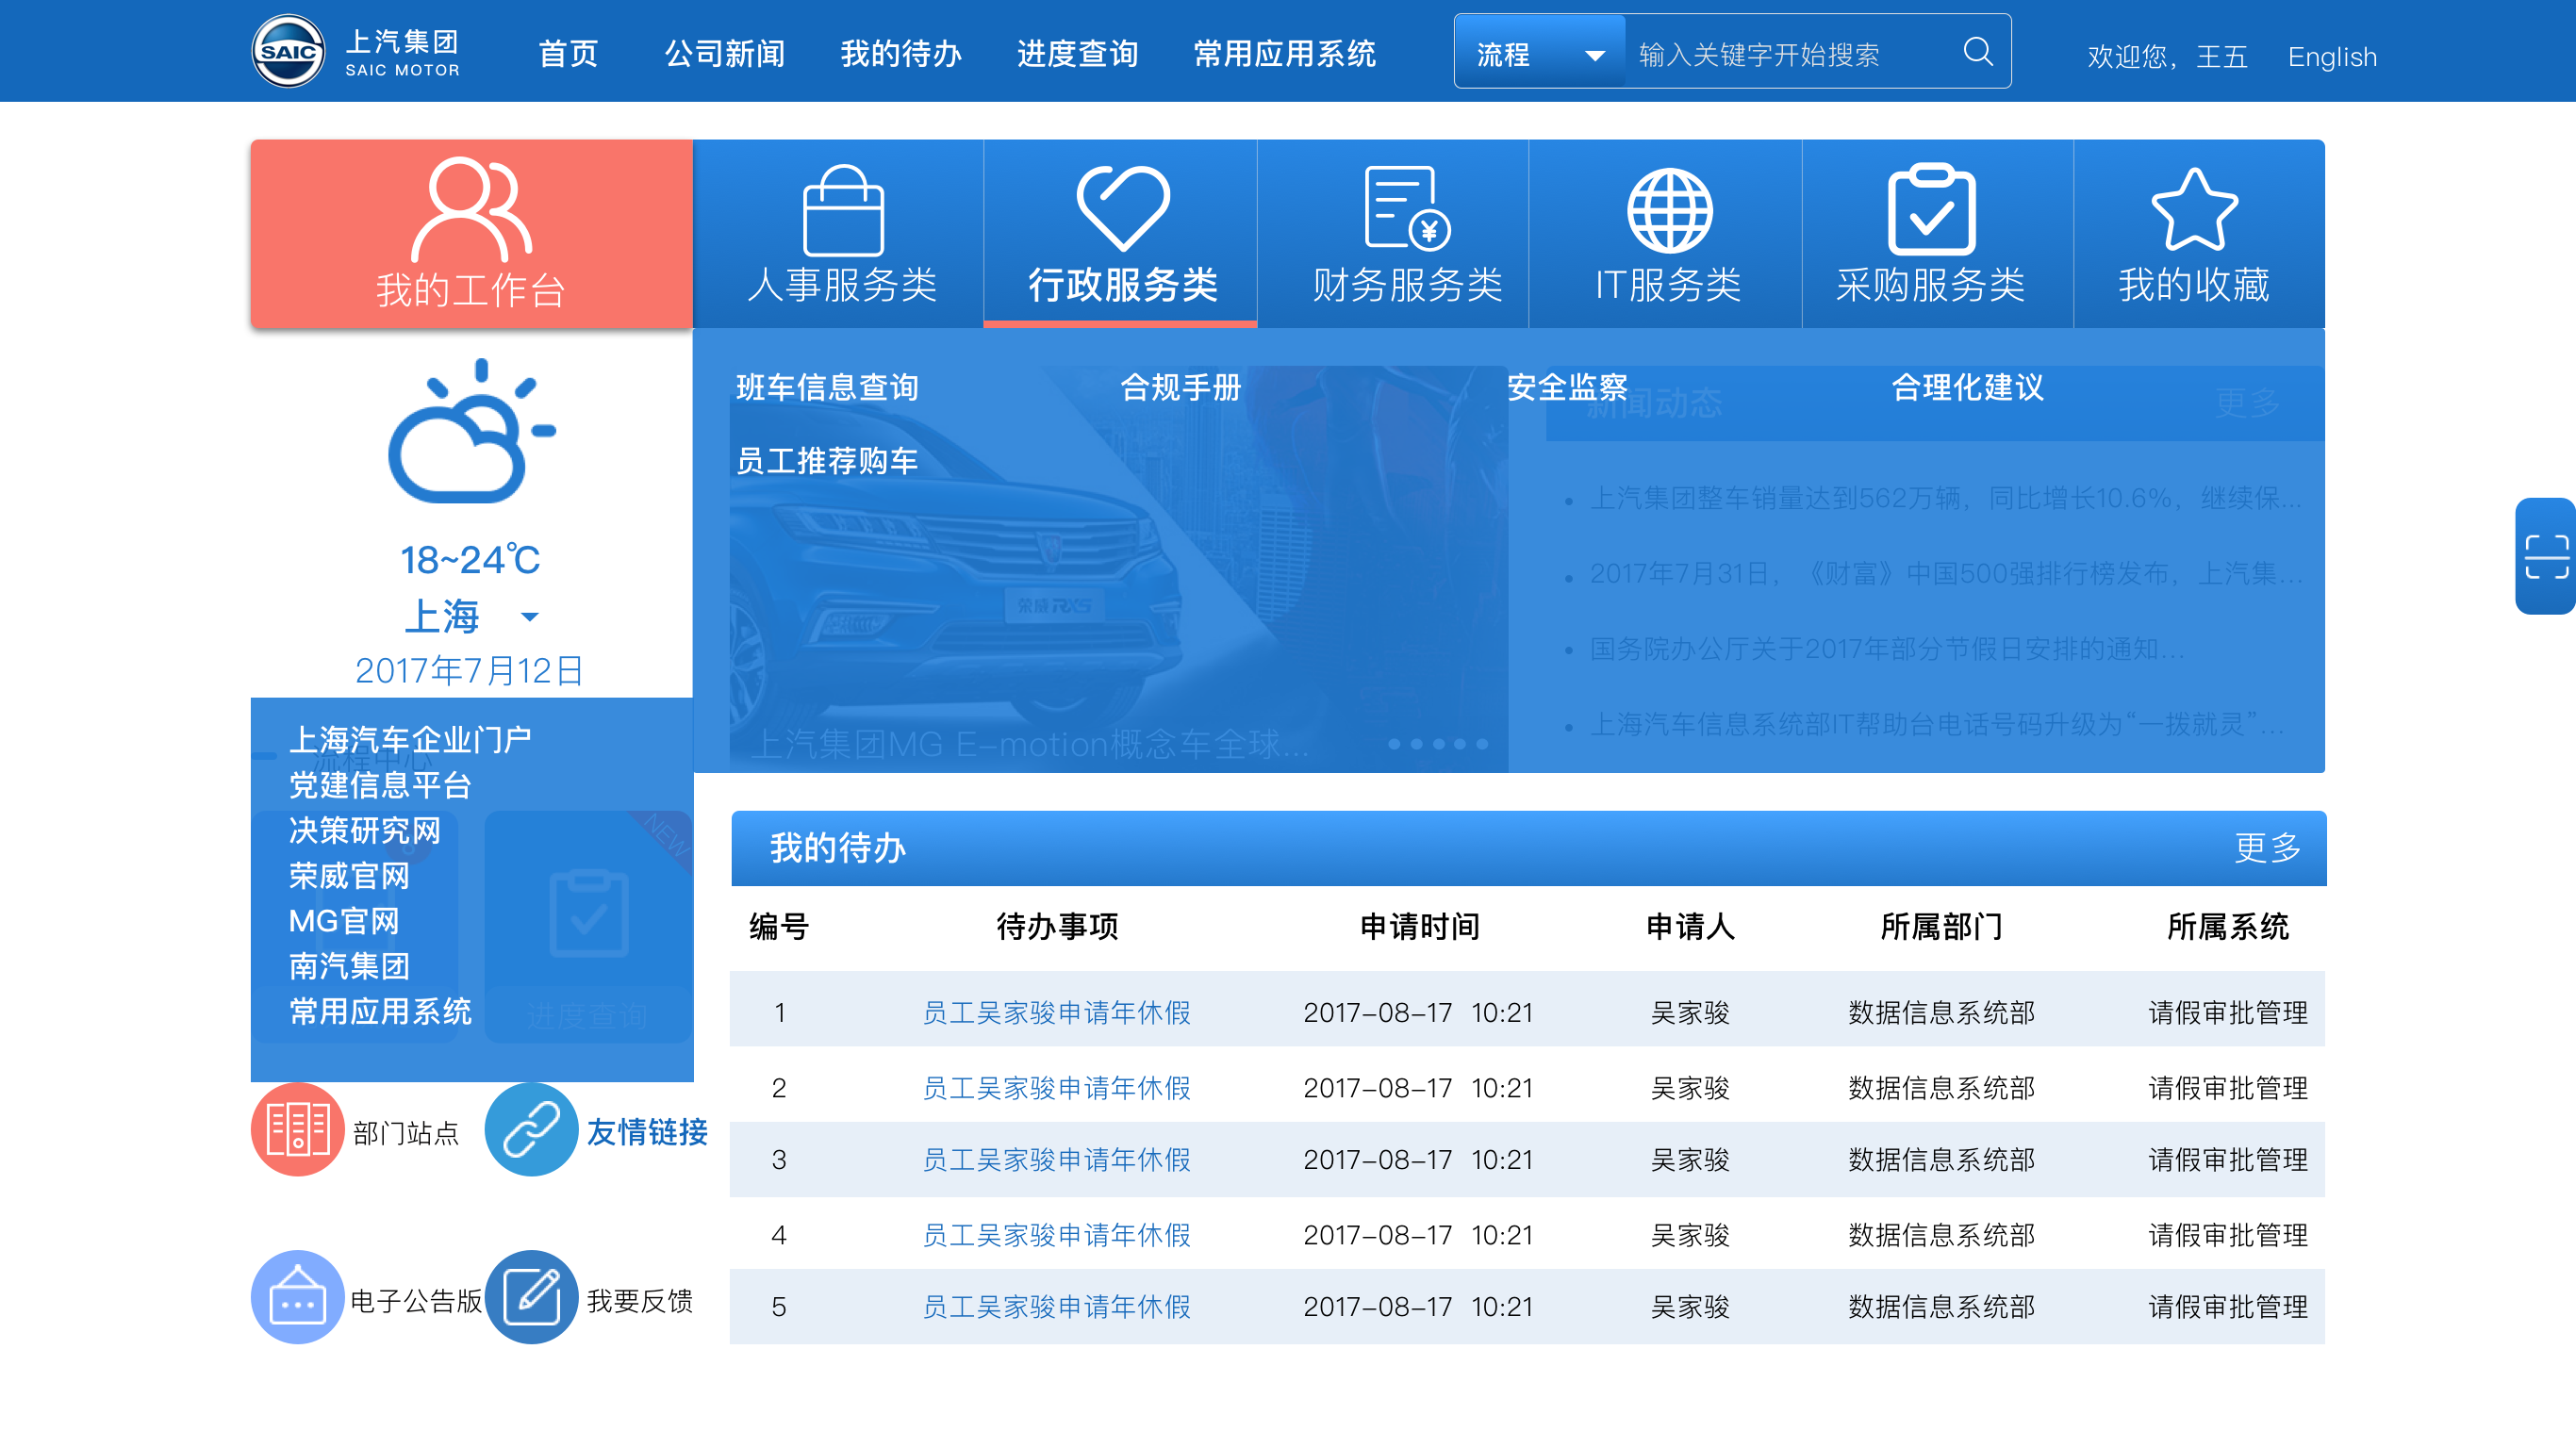 SAIC 上汽集团 SAIC MOTOR
首页 公司新闻 我的待办 进度查询 常用应用系统
流程 输入关键字开始搜索
欢迎您，王五 English
我的工作台 人事服务类 行政服务类 财务服务类 IT服务类 采购服务类 我的收藏
班车信息查询 合规手册 安全监察 合理化建议
员工推荐购车
新闻动态 更多
上汽集团整车销量达到562万辆，同比增长10.6%，继续保...
2017年7月31日，《财富》中国500强排行榜发布，上汽集...
国务院办公厅关于2017年部分节假日安排的通知...
上海汽车信息系统部IT帮助台电话号码升级为“一拨就灵”...
荣威 RX5
上汽集团MG E-motion概念车全球...
18~24℃
上海
2017年7月12日
上海汽车企业门户
流程中心
党建信息平台
决策研究网
荣威官网
MG官网
南汽集团
常用应用系统
NEW
进度查询
部门站点 友情链接
电子公告版 我要反馈
我的待办 更多
编号 待办事项 申请时间 申请人 所属部门 所属系统
1 员工吴家骏申请年休假 2017-08-17 10:21 吴家骏 数据信息系统部 请假审批管理
2 员工吴家骏申请年休假 2017-08-17 10:21 吴家骏 数据信息系统部 请假审批管理
3 员工吴家骏申请年休假 2017-08-17 10:21 吴家骏 数据信息系统部 请假审批管理
4 员工吴家骏申请年休假 2017-08-17 10:21 吴家骏 数据信息系统部 请假审批管理
5 员工吴家骏申请年休假 2017-08-17 10:21 吴家骏 数据信息系统部 请假审批管理